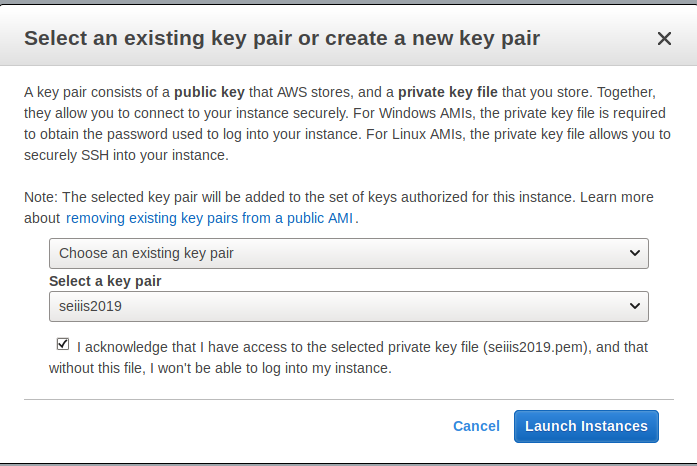 Select an existing key pair or create a new key pair
A key pair consists of a public key that AWS stores, and a private key file that you store. Together,
they allow you to connect to your instance securely. For Windows AMIs, the private key file is required
to obtain the password used to log into your instance. For Linux AMIs, the private key file allows you to
securely SSH into your instance.
Note: The selected key pair will be added to the set of keys authorized for this instance. Learn more
about removing existing key pairs from a public AMI.
Choose an existing key pair
Select a key pair
seiiis2019
I acknowledge that I have access to the selected private key file (seiiis2019.pem), and that
without this file, I won't be able to log into my instance.
Cancel Launch Instances